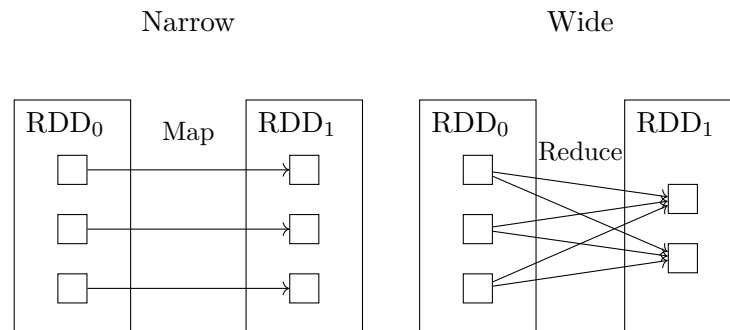 Narrow
Wide
RDD₀
Map
RDD₁
RDD₀
Reduce
RDD₁